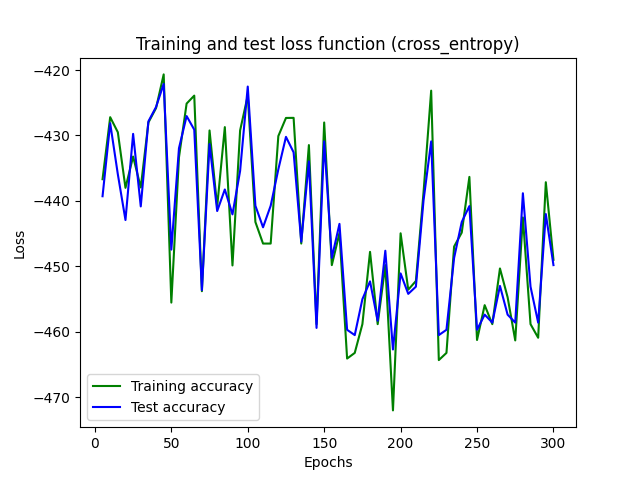 Training and test loss function (cross_entropy)
−420
−430
−440
−450
−460
−470
Loss
Training accuracy
Test accuracy
0 50 100 150 200 250 300
Epochs